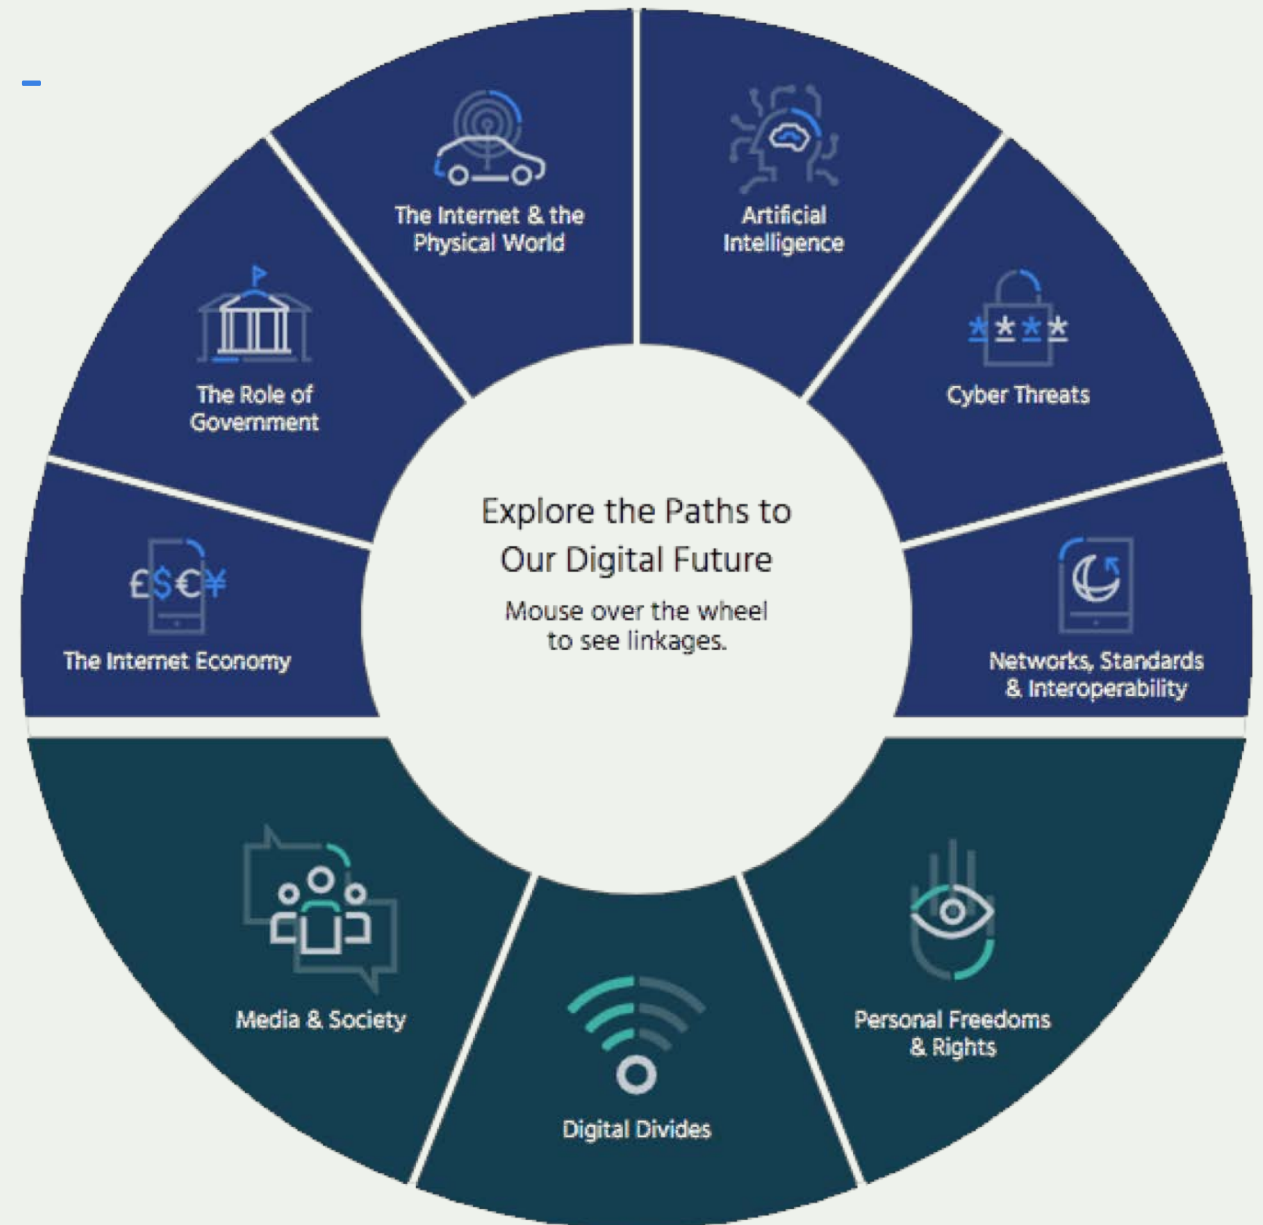 The Internet & the
Physical World
Artificial
Intelligence
The Role of
Government
* * * *
Cyber Threats
Explore the Paths to
Our Digital Future
Mouse over the wheel
to see linkages.
£$€¥
The Internet Economy
Networks, Standards
& Interoperability
Media & Society
Personal Freedoms
& Rights
Digital Divides